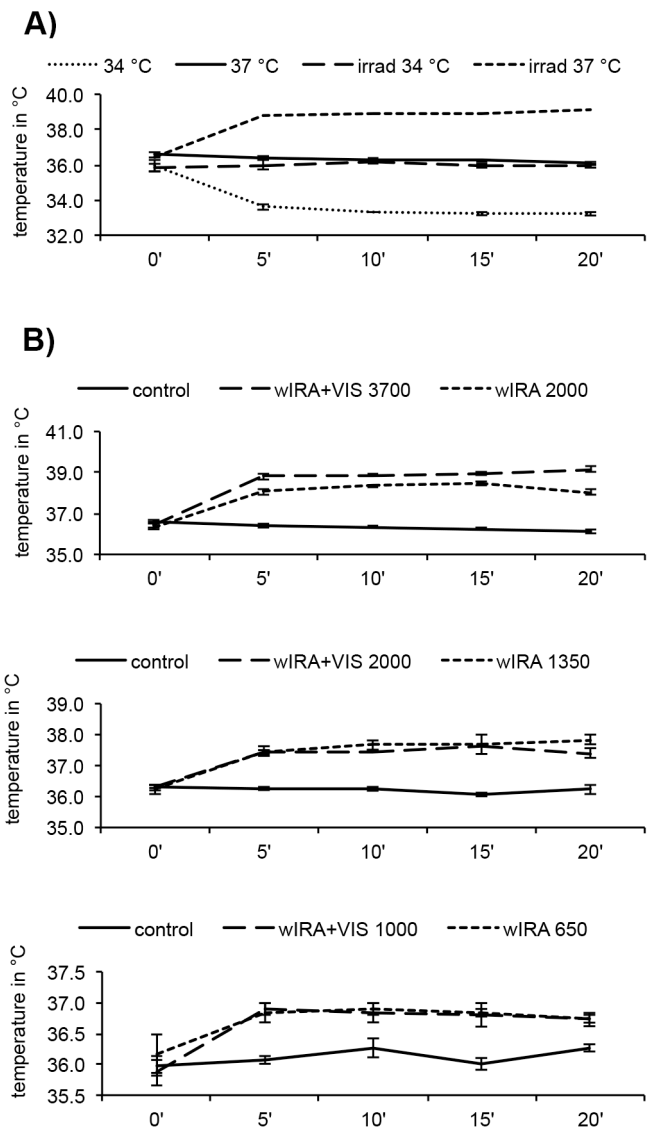 A)
34 °C 37 °C irrad 34 °C irrad 37 °C
temperature in °C
40.0
38.0
36.0
34.0
32.0
0' 5' 10' 15' 20'
B)
control wIRA+VIS 3700 wIRA 2000
temperature in °C
41.0
39.0
37.0
35.0
0' 5' 10' 15' 20'
control wIRA+VIS 2000 wIRA 1350
temperature in °C
39.0
38.0
37.0
36.0
35.0
0' 5' 10' 15' 20'
control wIRA+VIS 1000 wIRA 650
temperature in °C
37.5
37.0
36.5
36.0
35.5
0' 5' 10' 15' 20'